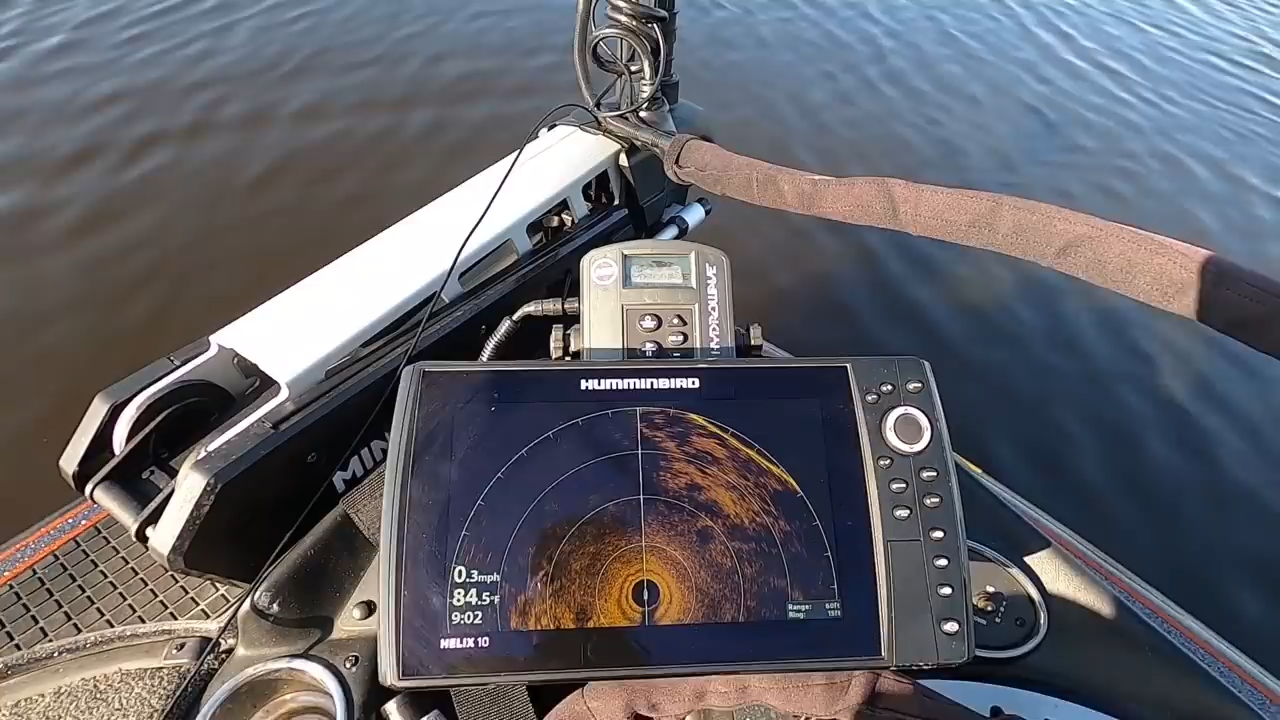 HYDROWAVE
HUMMINBIRD
MIN
0.3mph
84.5°F
9:02
Range: 60ft
Ring: 15ft
HELIX 10